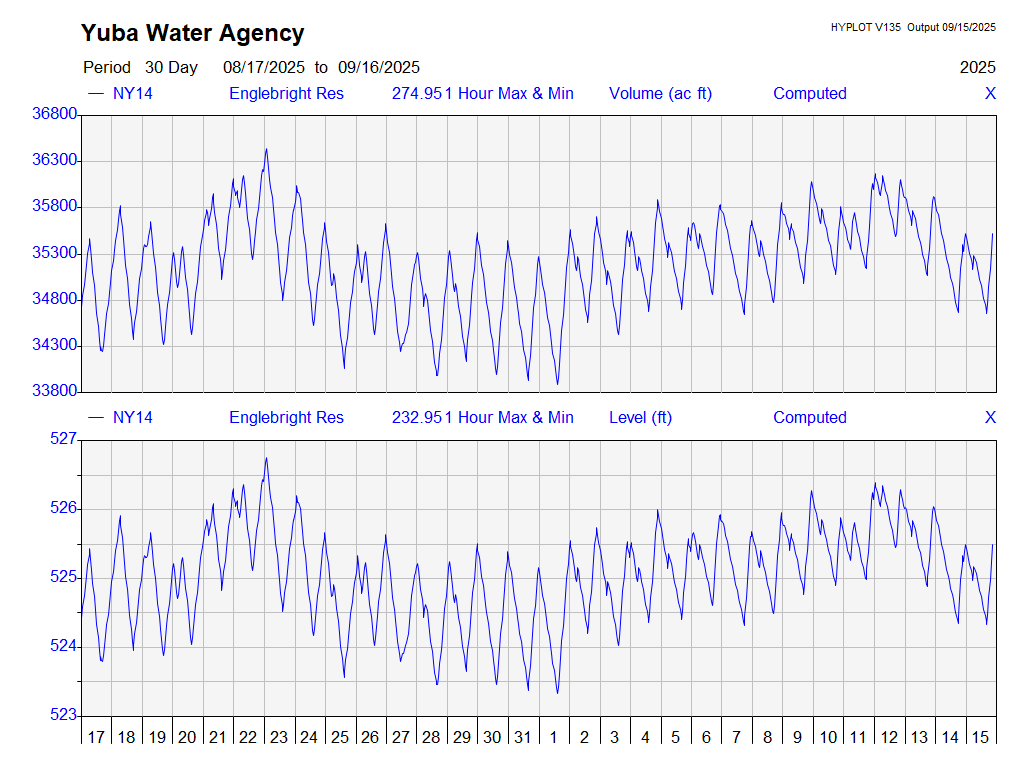 Yuba Water Agency
HYPLOT V135 Output 09/15/2025
Period 30 Day 08/17/2025 to 09/16/2025 2025
NY14 Englebright Res 274.951 Hour Max & Min Volume (ac ft) Computed X
36800
36300
35800
35300
34800
34300
33800
NY14 Englebright Res 232.951 Hour Max & Min Level (ft) Computed X
527
526
525
524
523
17 18 19 20 21 22 23 24 25 26 27 28 29 30 31 1 2 3 4 5 6 7 8 9 10 11 12 13 14 15